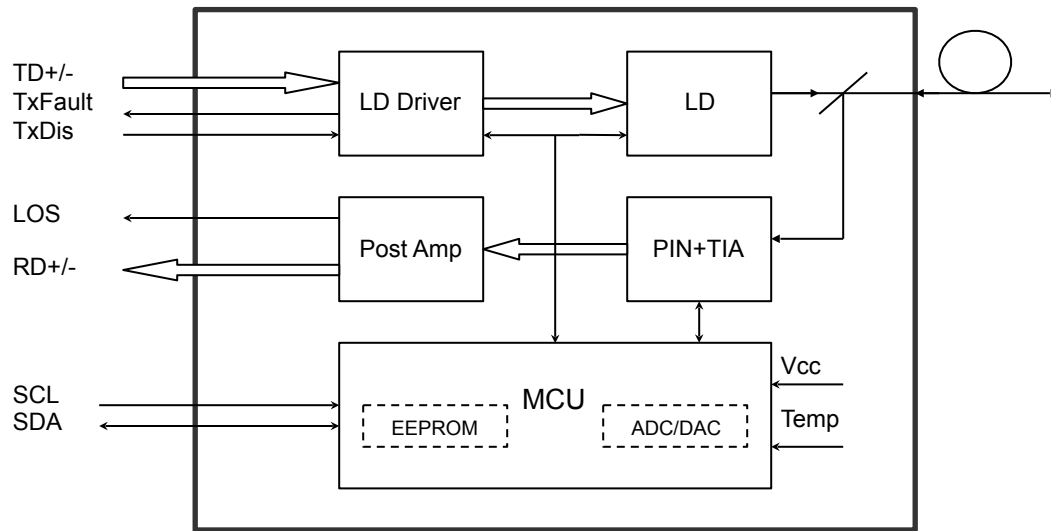 TD+/-
TxFault
TxDis
LD Driver
LD
LOS
RD+/-
Post Amp
PIN+TIA
SCL
SDA
MCU
EEPROM
ADC/DAC
Vcc
Temp